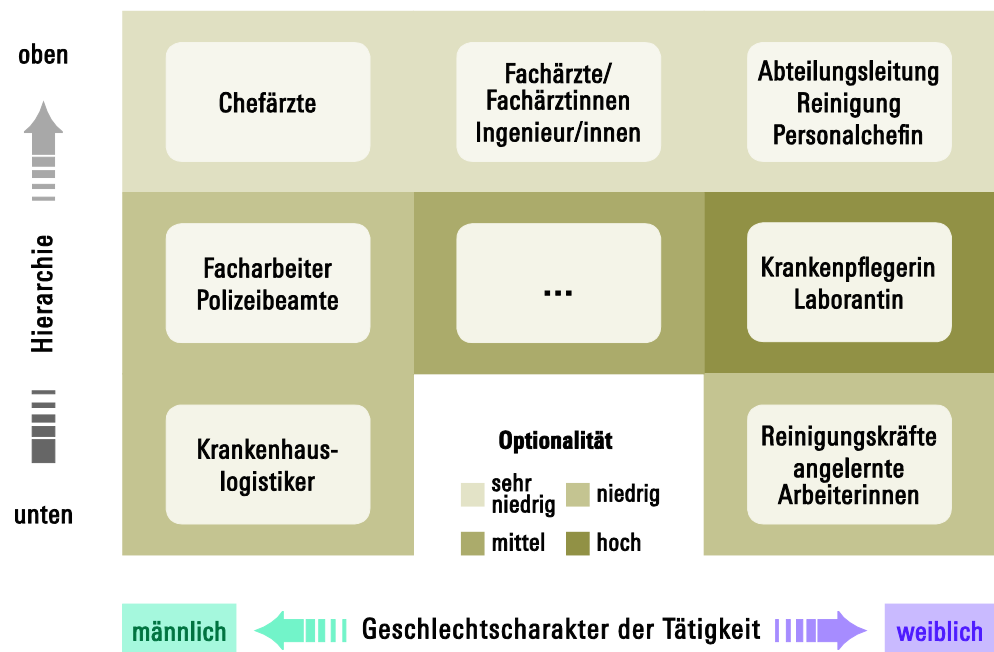 oben
Hierarchie
unten
Chefärzte
Fachärzte/
Fachärztinnen
Ingenieur/innen
Abteilungsleitung
Reinigung
Personalchefin
Facharbeiter
Polizeibeamte
...
Krankenpflegerin
Laborantin
Krankenhaus-
logistiker
Optionalität
sehr
niedrig
niedrig
mittel
hoch
Reinigungskräfte
angelernte
Arbeiterinnen
männlich
Geschlechtscharakter der Tätigkeit
weiblich